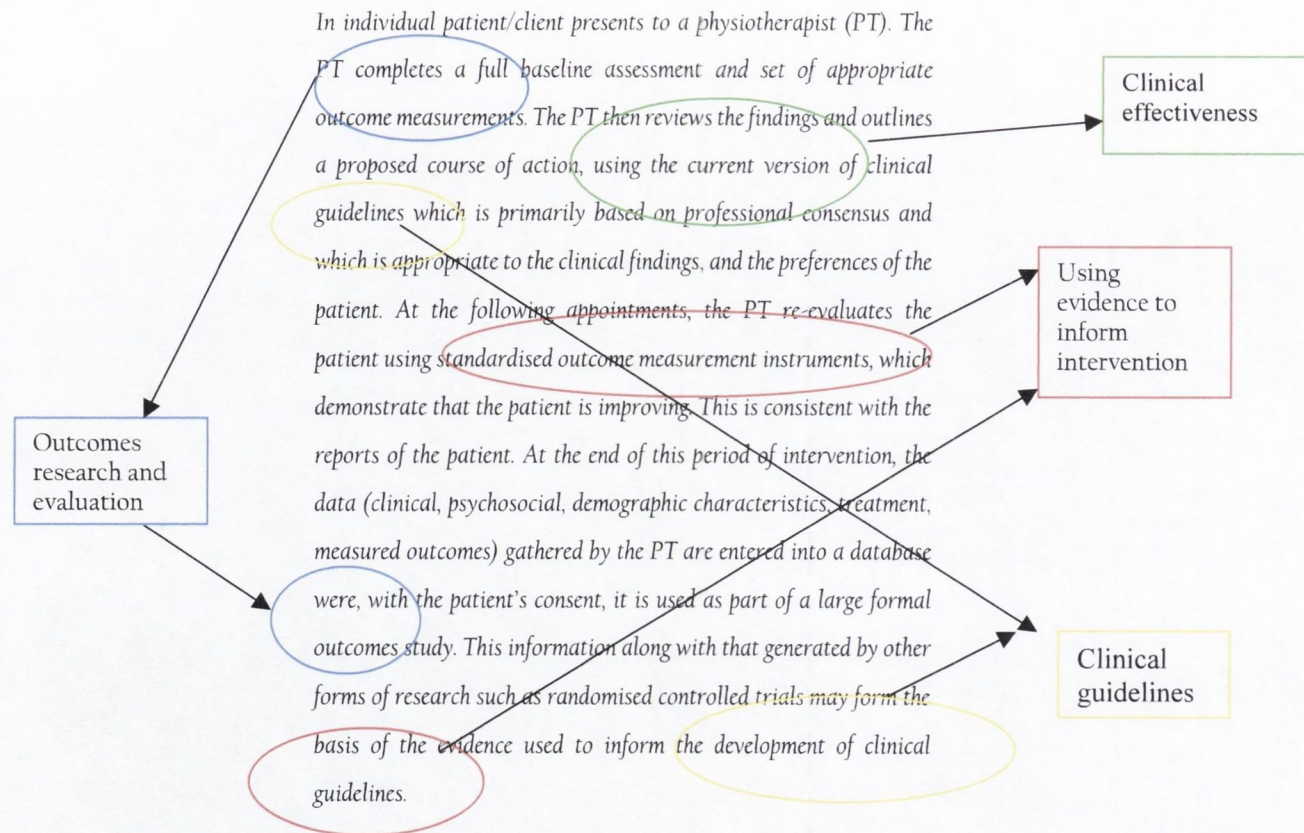 In individual patient/client presents to a physiotherapist (PT). The
PT completes a full baseline assessment and set of appropriate
outcome measurements. The PT then reviews the findings and outlines
a proposed course of action, using the current version of clinical
guidelines which is primarily based on professional consensus and
which is appropriate to the clinical findings, and the preferences of the
patient. At the following appointments, the PT re-evaluates the
patient using standardised outcome measurement instruments, which
demonstrate that the patient is improving. This is consistent with the
reports of the patient. At the end of this period of intervention, the
data (clinical, psychosocial, demographic characteristics, treatment,
measured outcomes) gathered by the PT are entered into a database
were, with the patient's consent, it is used as part of a large formal
outcomes study. This information along with that generated by other
forms of research such as randomised controlled trials may form the
basis of the evidence used to inform the development of clinical
guidelines.
Clinical
effectiveness
Using
evidence to
inform
intervention
Outcomes
research and
evaluation
Clinical
guidelines